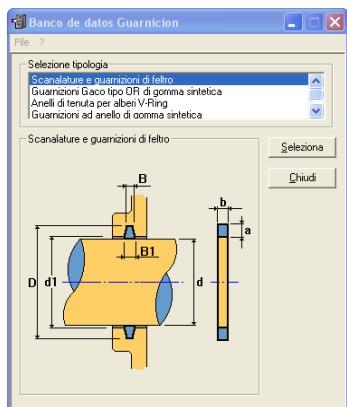 Banco de datos Guarnicion
File ?
Selezione tipologia
Scanalature e guarnizioni di feltro
Guarnizioni Gaco tipo OR di gomma sintetica
Anelli di tenuta per alberi V-Ring
Guarnizioni ad anello di gomma sintetica
Scanalature e guarnizioni di feltro
Seleziona
Chiudi
B
b
a
B1
D
d1
d